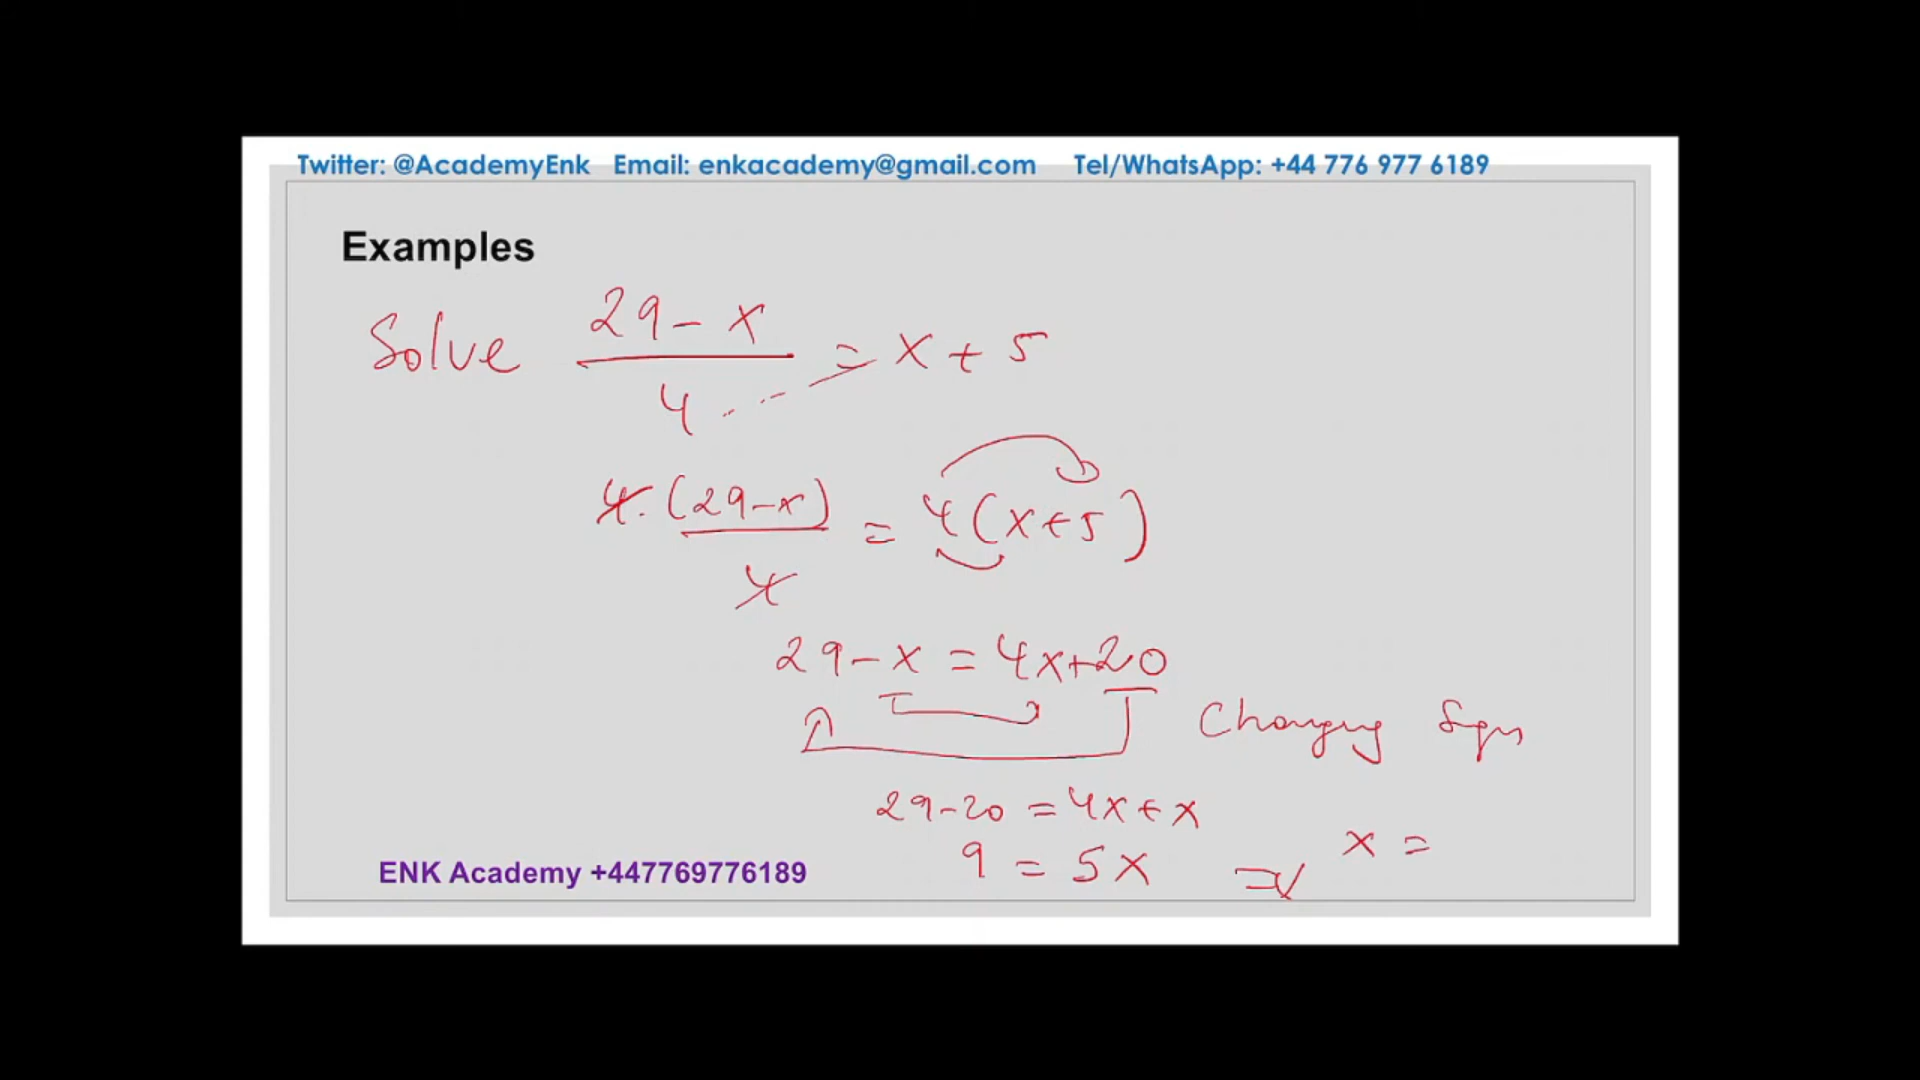 Twitter: @AcademyEnk Email: enkacademy@gmail.com Tel/WhatsApp: +44 776 977 6189
Examples
Solve 29 - x
4
= x + 5
4. (29 - x)
4
= 4(x + 5)
29 - x = 4x + 20
Changing Signs
29 - 20 = 4x + x
9 = 5x => x =
ENK Academy +447769776189